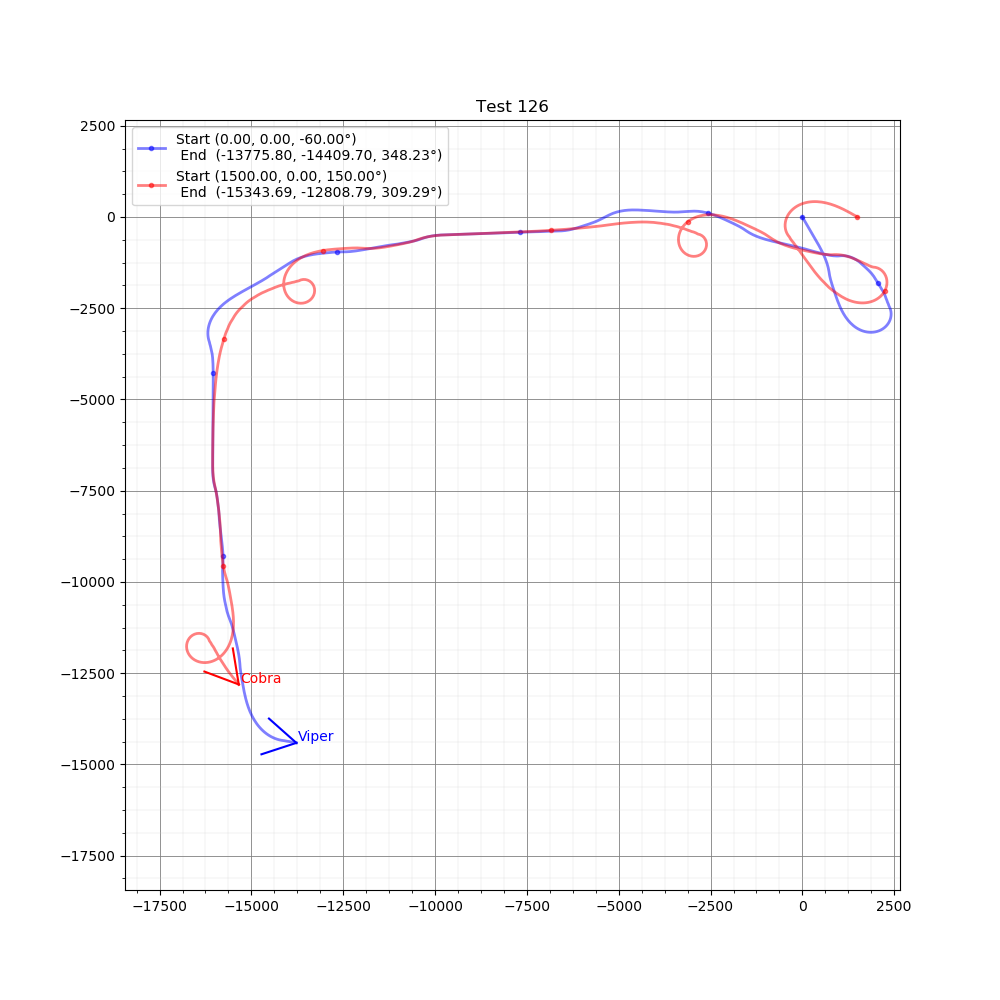 Test 126
Start (0.00, 0.00, -60.00°)
End (-13775.80, -14409.70, 348.23°)
Start (1500.00, 0.00, 150.00°)
End (-15343.69, -12808.79, 309.29°)
2500
0
−2500
−5000
−7500
−10000
−12500
−15000
−17500
Cobra
Viper
−17500 −15000 −12500 −10000 −7500 −5000 −2500 0 2500